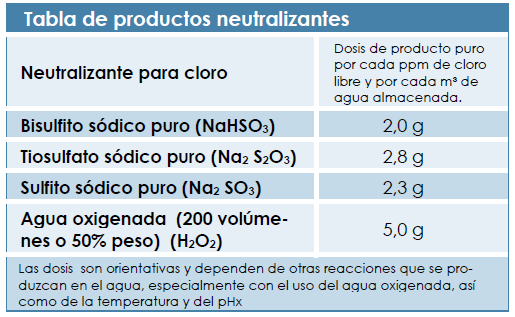 Tabla de productos neutralizantes
Neutralizante para cloro
Dosis de producto puro
por cada ppm de cloro
libre y por cada m³ de
agua almacenada.
Bisulfito sódico puro (NaHSO₃) 2,0 g
Tiosulfato sódico puro (Na₂ S₂O₃) 2,8 g
Sulfito sódico puro (Na₂ SO₃) 2,3 g
Agua oxigenada (200 volúme-
nes o 50% peso) (H₂O₂) 5,0 g
Las dosis son orientativas y dependen de otras reacciones que se pro-
duzcan en el agua, especialmente con el uso del agua oxigenada, así
como de la temperatura y del pHx